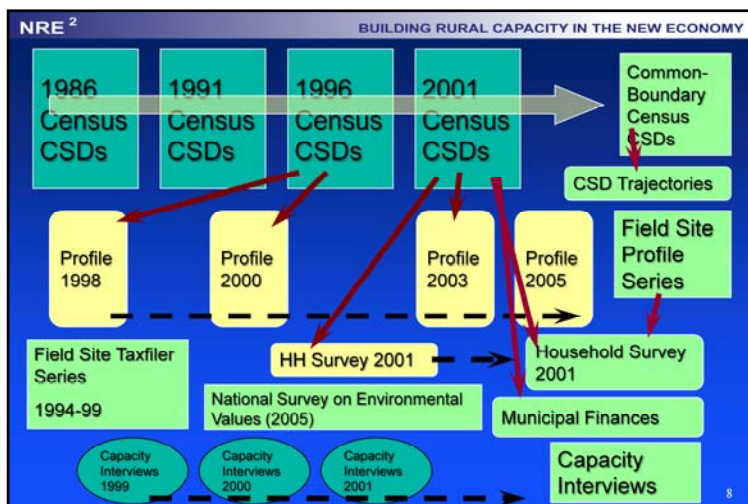 NRE 2
BUILDING RURAL CAPACITY IN THE NEW ECONOMY
1986
Census
CSDs
1991
Census
CSDs
1996
Census
CSDs
2001
Census
CSDs
Common-
Boundary
Census
CSDs
CSD Trajectories
Profile
1998
Profile
2000
Profile
2003
Profile
2005
Field Site
Profile
Series
Field Site Taxfiler
Series
1994-99
HH Survey 2001
Household Survey
2001
National Survey on Environmental
Values (2005)
Municipal Finances
Capacity
Interviews
1999
Capacity
Interviews
2000
Capacity
Interviews
2001
Capacity
Interviews
8